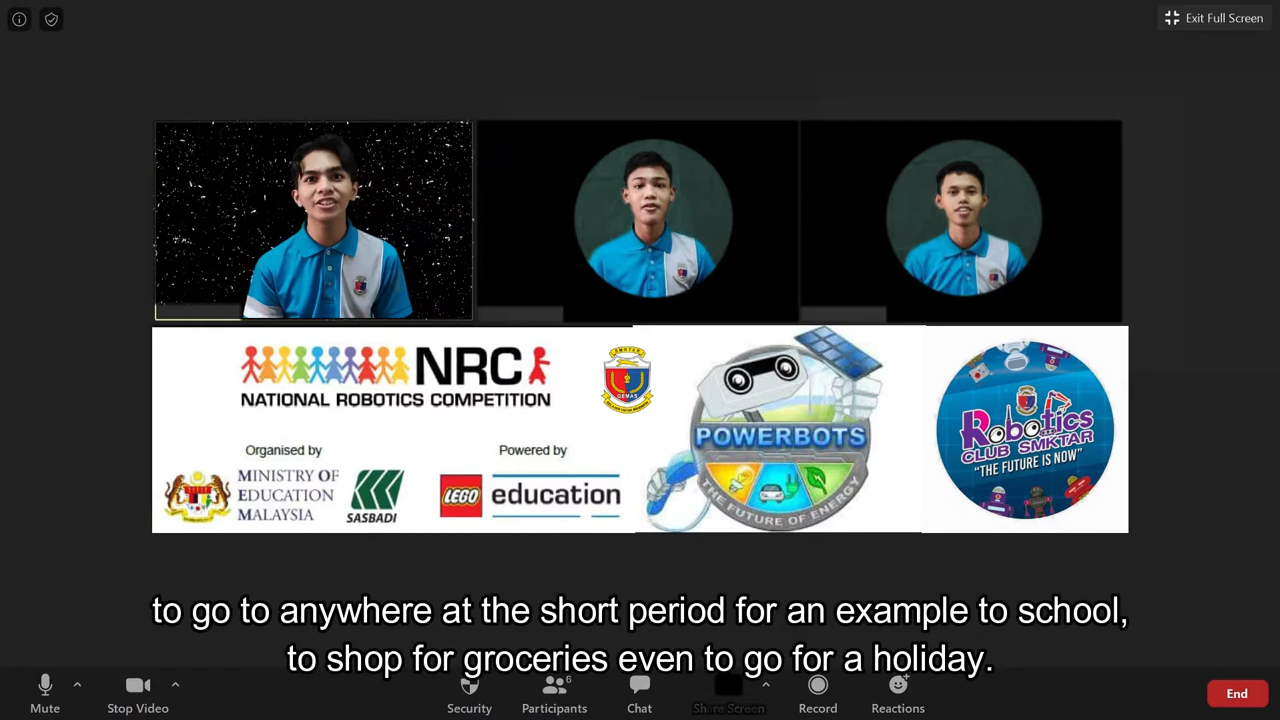 Exit Full Screen
NRC
NATIONAL ROBOTICS COMPETITION
Organised by
Powered by
MINISTRY OF
EDUCATION
MALAYSIA
SASBADI
LEGO education
SMKTAR
GEMAS
POWERBOTS
THE FUTURE OF ENERGY
Robotics
CLUB SMKTAR
"THE FUTURE IS NOW"
to go to anywhere at the short period for an example to school,
to shop for groceries even to go for a holiday.
6
Mute
Stop Video
Security
Participants
Chat
Share Screen
Record
Reactions
End